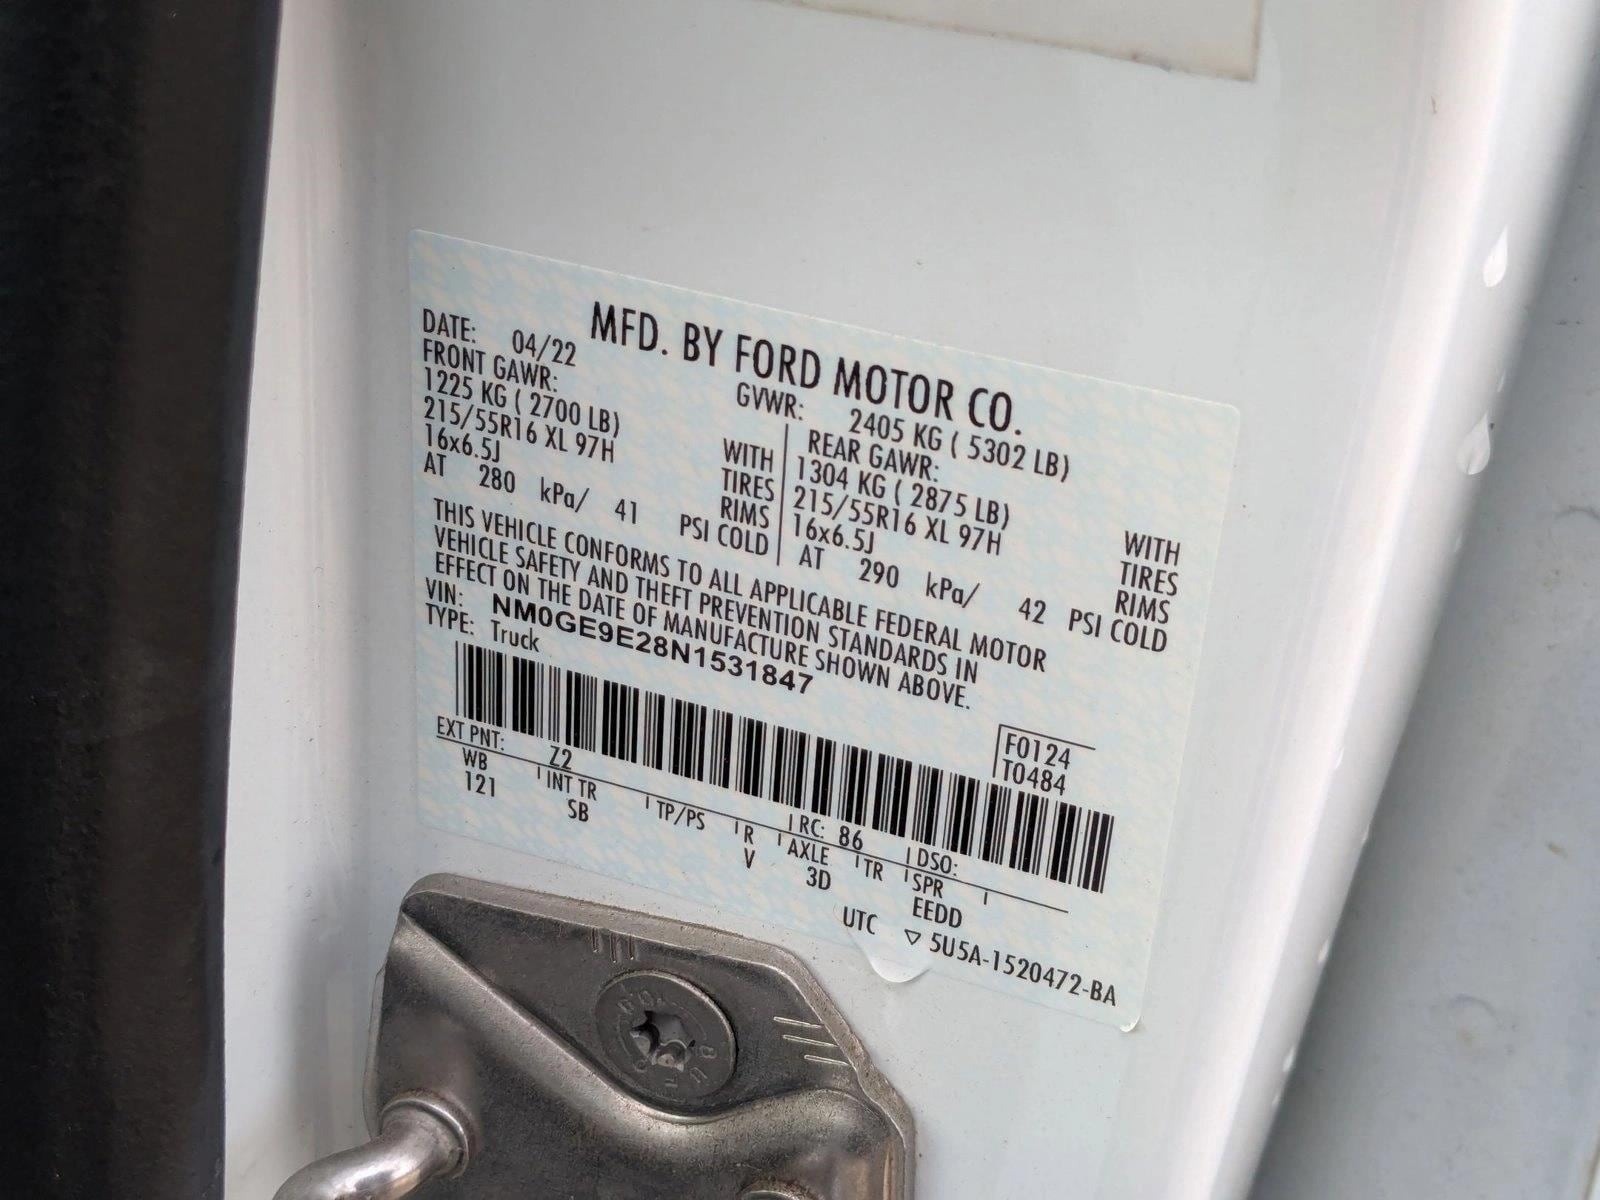 MFD. BY FORD MOTOR CO.
DATE: 04/22 GVWR: 2405 KG ( 5302 LB)
FRONT GAWR: REAR GAWR:
1225 KG ( 2700 LB) WITH 1304 KG ( 2875 LB) WITH
215/55R16 XL 97H TIRES 215/55R16 XL 97H TIRES
16x6.5J RIMS 16x6.5J RIMS
AT 280 kPa/ 41 PSI COLD AT 290 kPa/ 42 PSI COLD
THIS VEHICLE CONFORMS TO ALL APPLICABLE FEDERAL MOTOR
VEHICLE SAFETY AND THEFT PREVENTION STANDARDS IN
EFFECT ON THE DATE OF MANUFACTURE SHOWN ABOVE.
VIN: NM0GE9E28N1531847
TYPE: Truck
F0124
T0484
EXT PNT: Z2 RC: 86 DSO:
WB INT TR TP/PS R AXLE TR SPR
121 SB V 3D EEDD
UTC ▽ 5U5A-1520472-BA